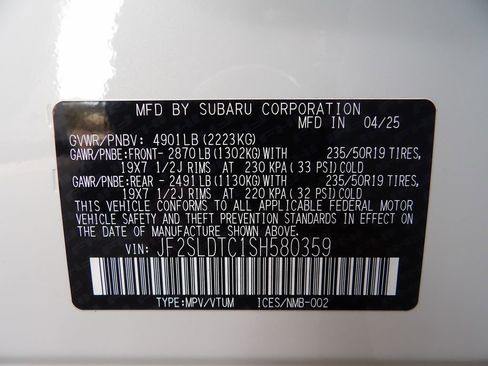 MFD BY SUBARU CORPORATION
MFD IN 04/25
GVWR/PNBV: 4901LB(2223KG)
GAWR/PNBE:FRONT- 2870LB(1302KG)WITH 235/50R19 TIRES,
19X7 1/2J RIMS AT 230 KPA(33 PSI)COLD
GAWR/PNBE:REAR - 2491LB(1130KG)WITH 235/50R19 TIRES,
19X7 1/2J RIMS AT 220 KPA(32 PSI)COLD
THIS VEHICLE CONFORMS TO ALL APPLICABLE FEDERAL MOTOR
VEHICLE SAFETY AND THEFT PREVENTION STANDARDS IN EFFECT ON
THE DATE OF MANUFACTURE SHOWN ABOVE.
VIN: JF2SLDTC1SH580359
TYPE:MPV/VTUM ICES/NMB-002